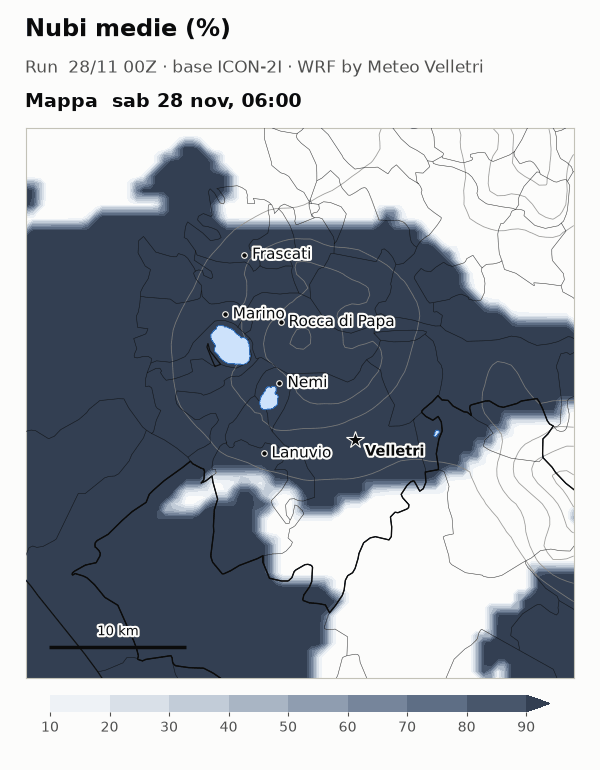 Nubi medie (%)
Run  28/11 00Z · base ICON-2I · WRF by Meteo Velletri
Mappa  sab 28 nov, 06:00
Frascati
Marino
Rocca di Papa
Nemi
Velletri
Lanuvio
10 km
10 20 30 40 50 60 70 80 90